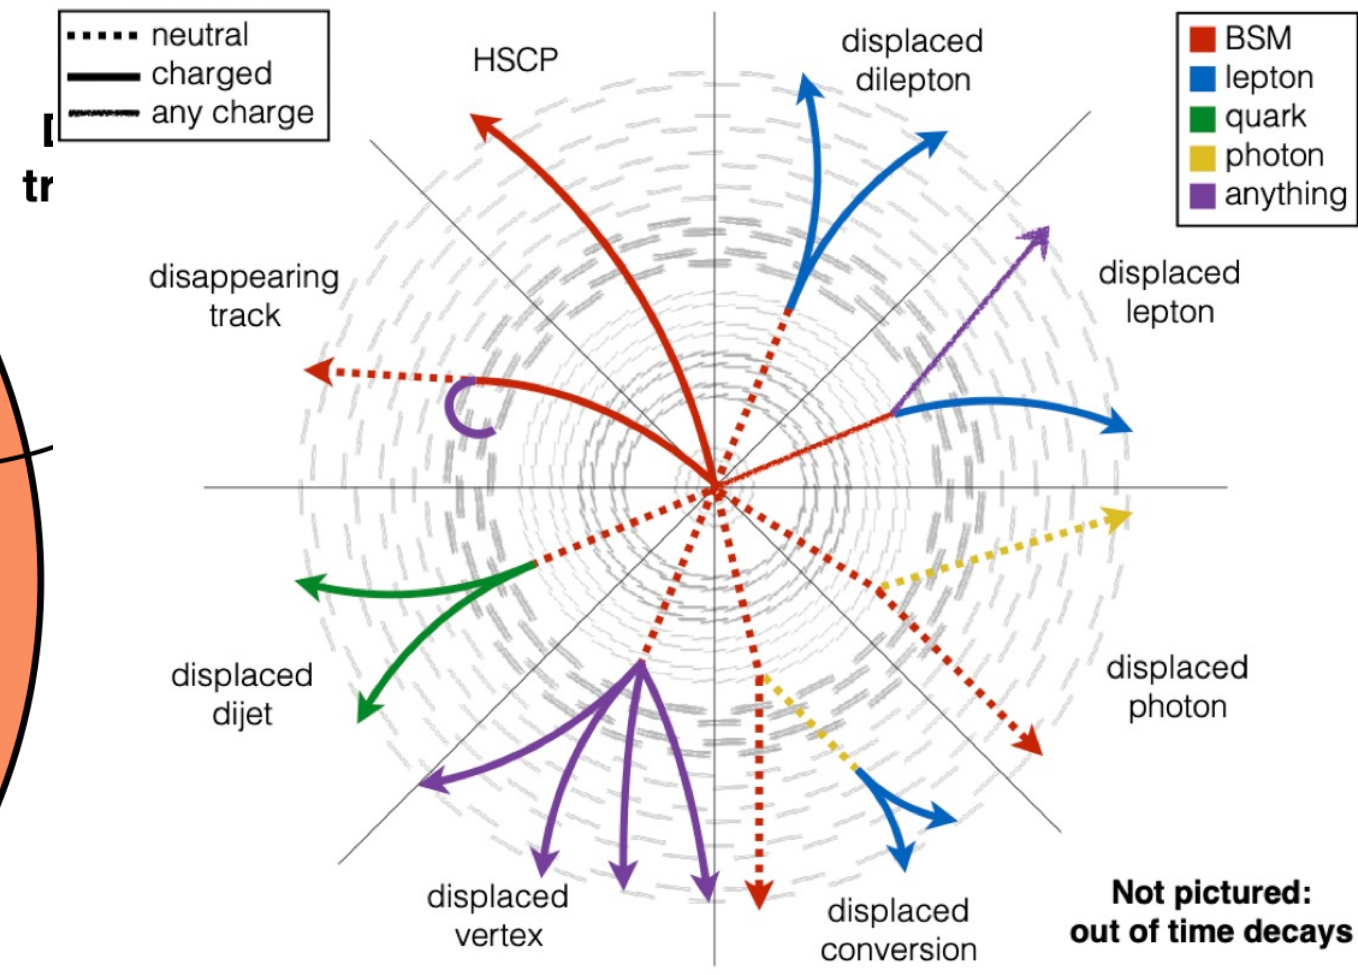 neutral
charged
any charge
tr
HSCP
displaced
dilepton
BSM
lepton
quark
photon
anything
disappearing
track
displaced
lepton
displaced
dijet
displaced
photon
displaced
vertex
displaced
conversion
Not pictured:
out of time decays